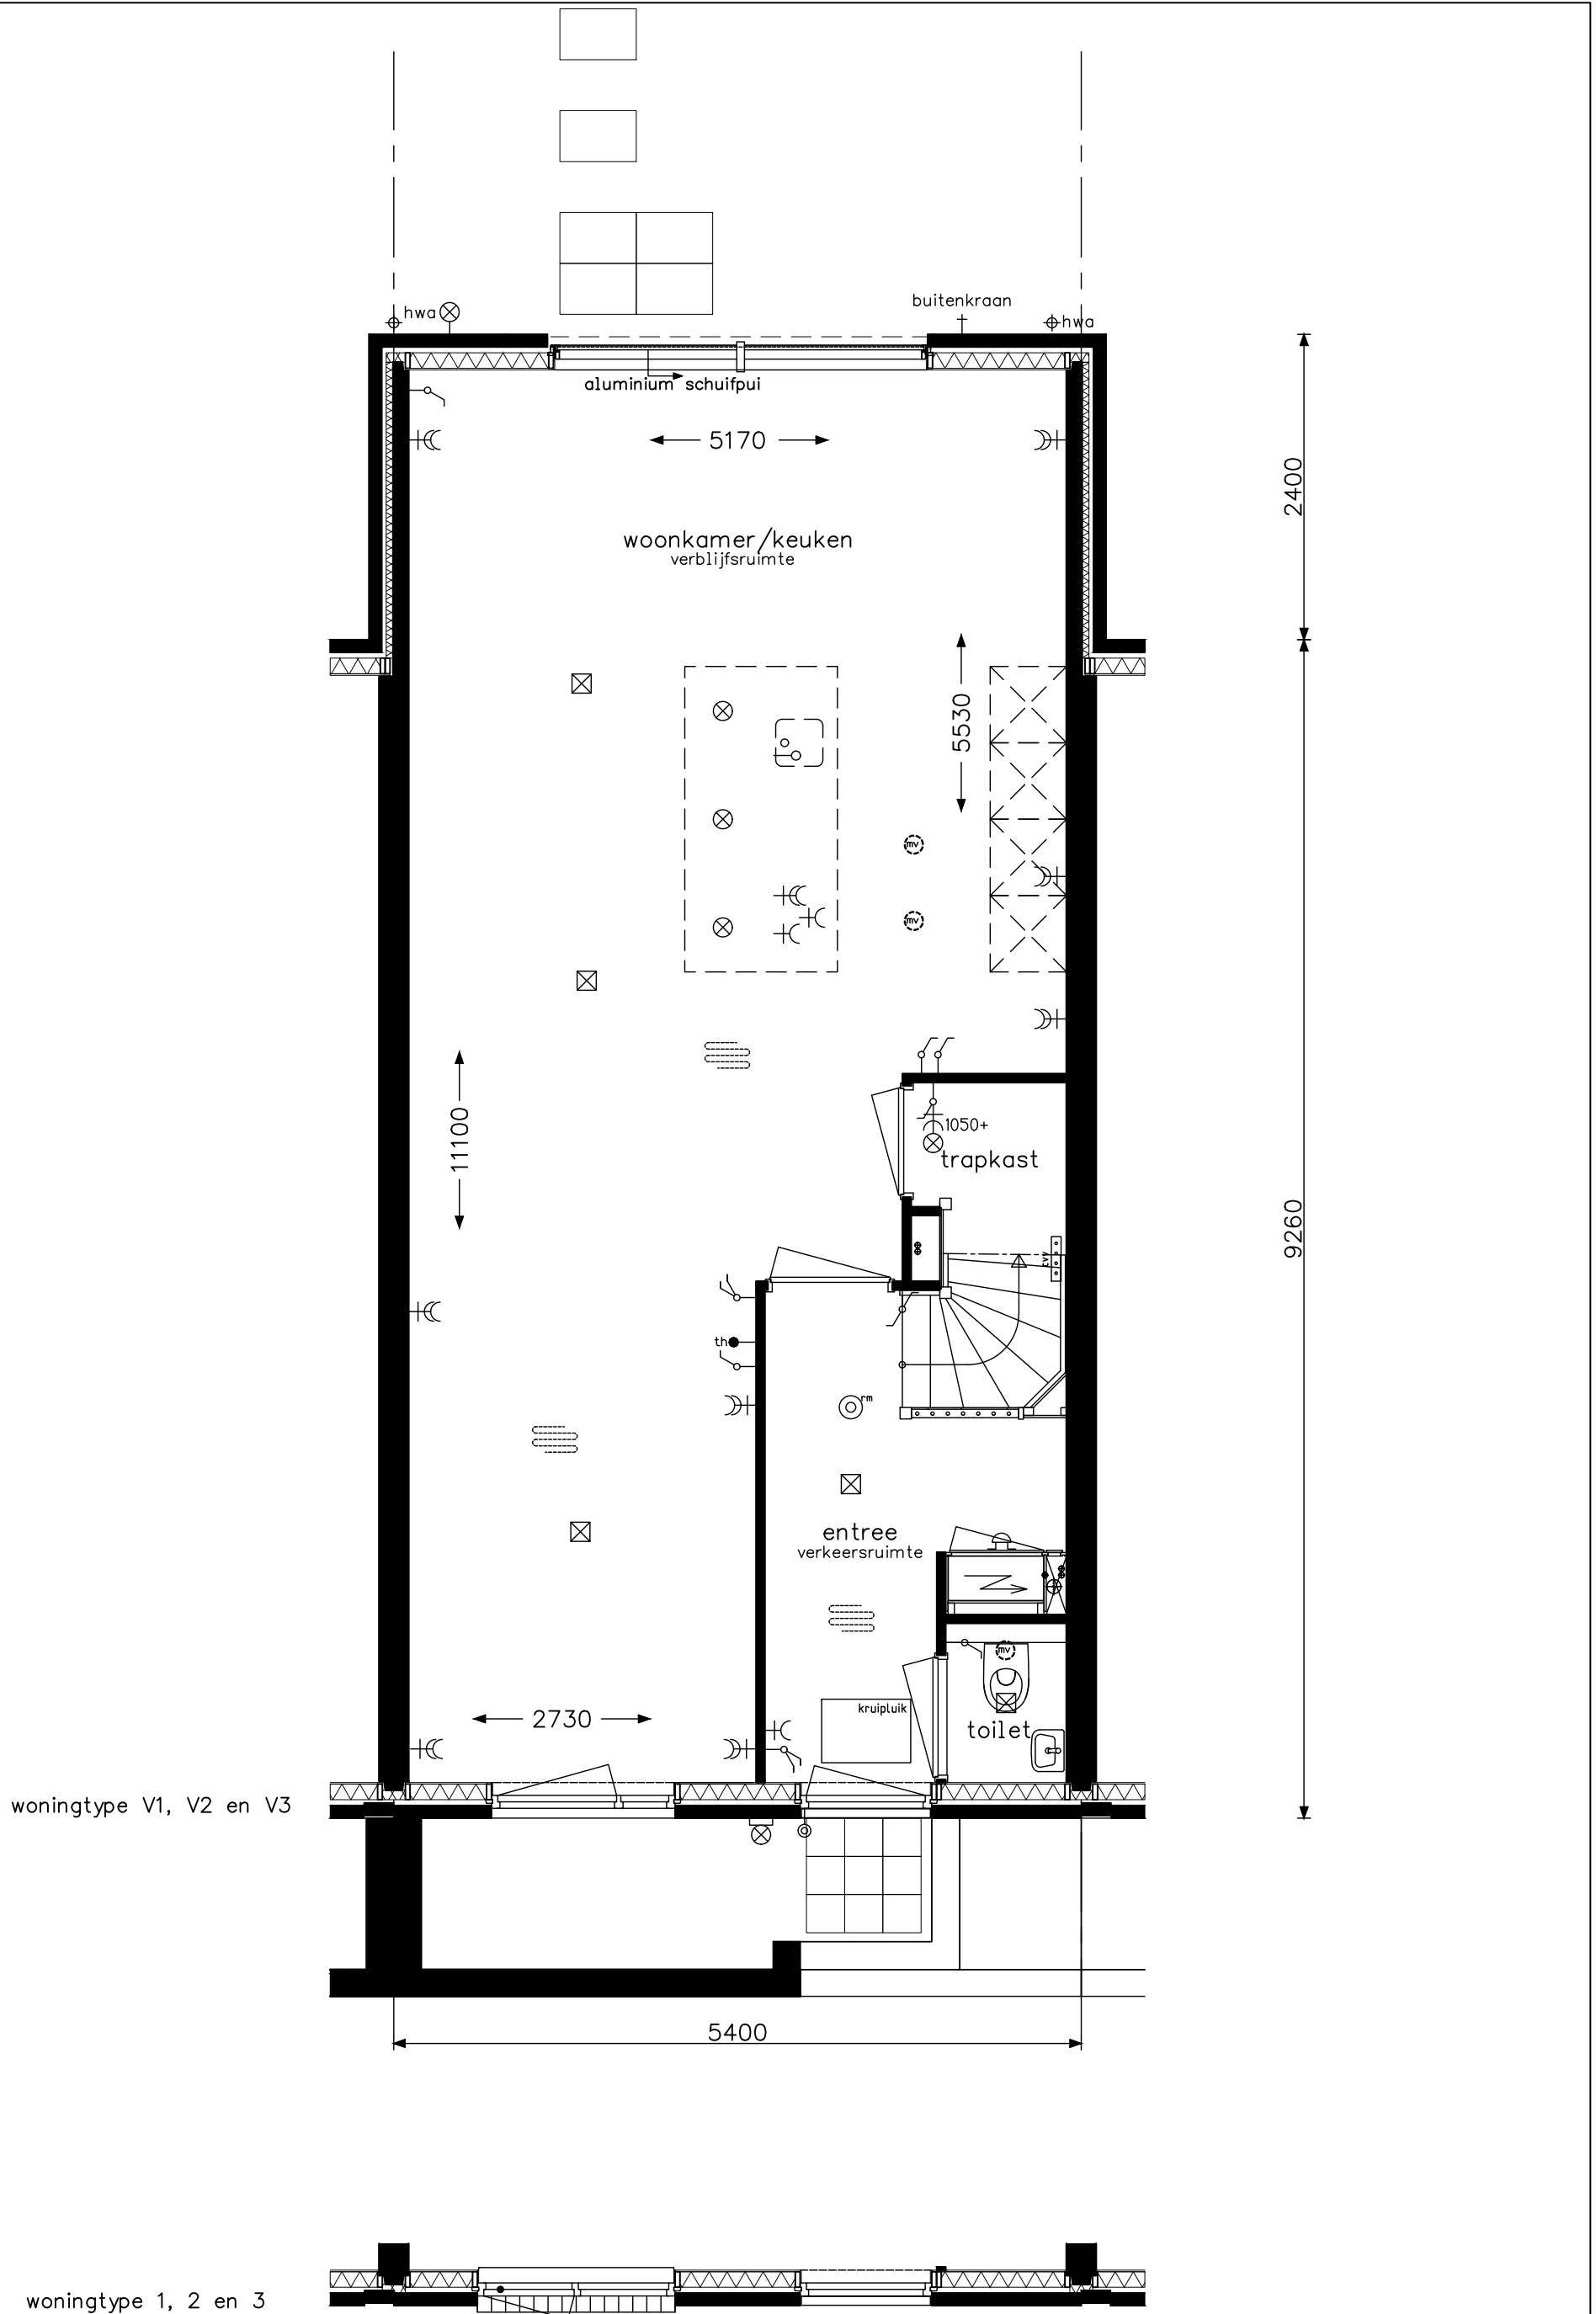 hwa
buitenkraan
hwa
aluminium schuifpui
5170
2400
woonkamer/keuken
verblijfsruimte
5530
mv
mv
11100
1050+
trapkast
9260
cvv
th
rm
entree
verkeersruimte
mv
kruipluik
2730
toilet
woningtype V1, V2 en V3
5400
woningtype 1, 2 en 3